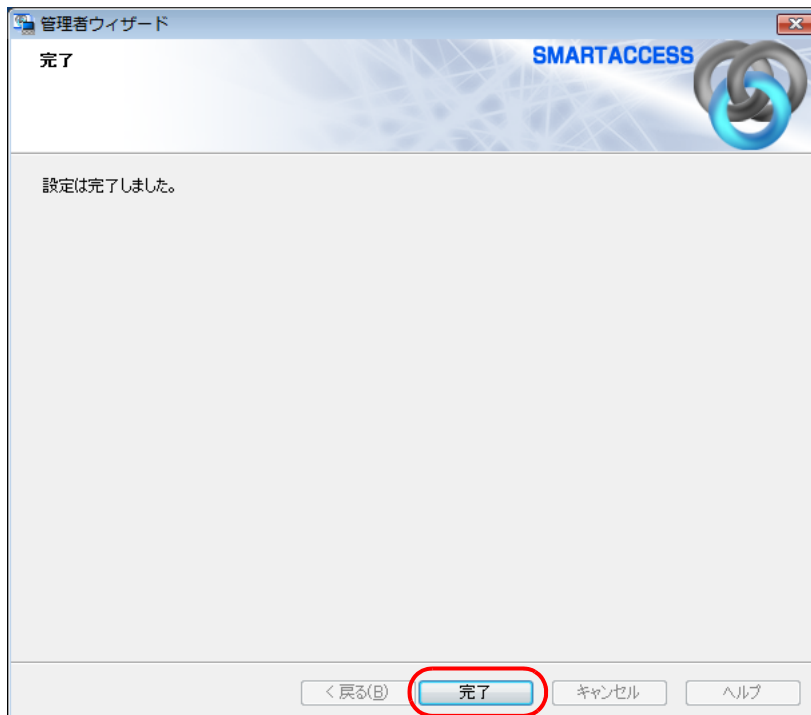 管理者ウィザード
完了
SMARTACCESS
設定は完了しました。
< 戻る(B)
完了
キャンセル
ヘルプ